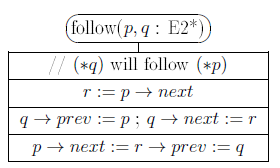 follow(p, q : E2*)
// (*q) will follow (*p)
r := p → next
q → prev := p ; q → next := r
p → next := r → prev := q